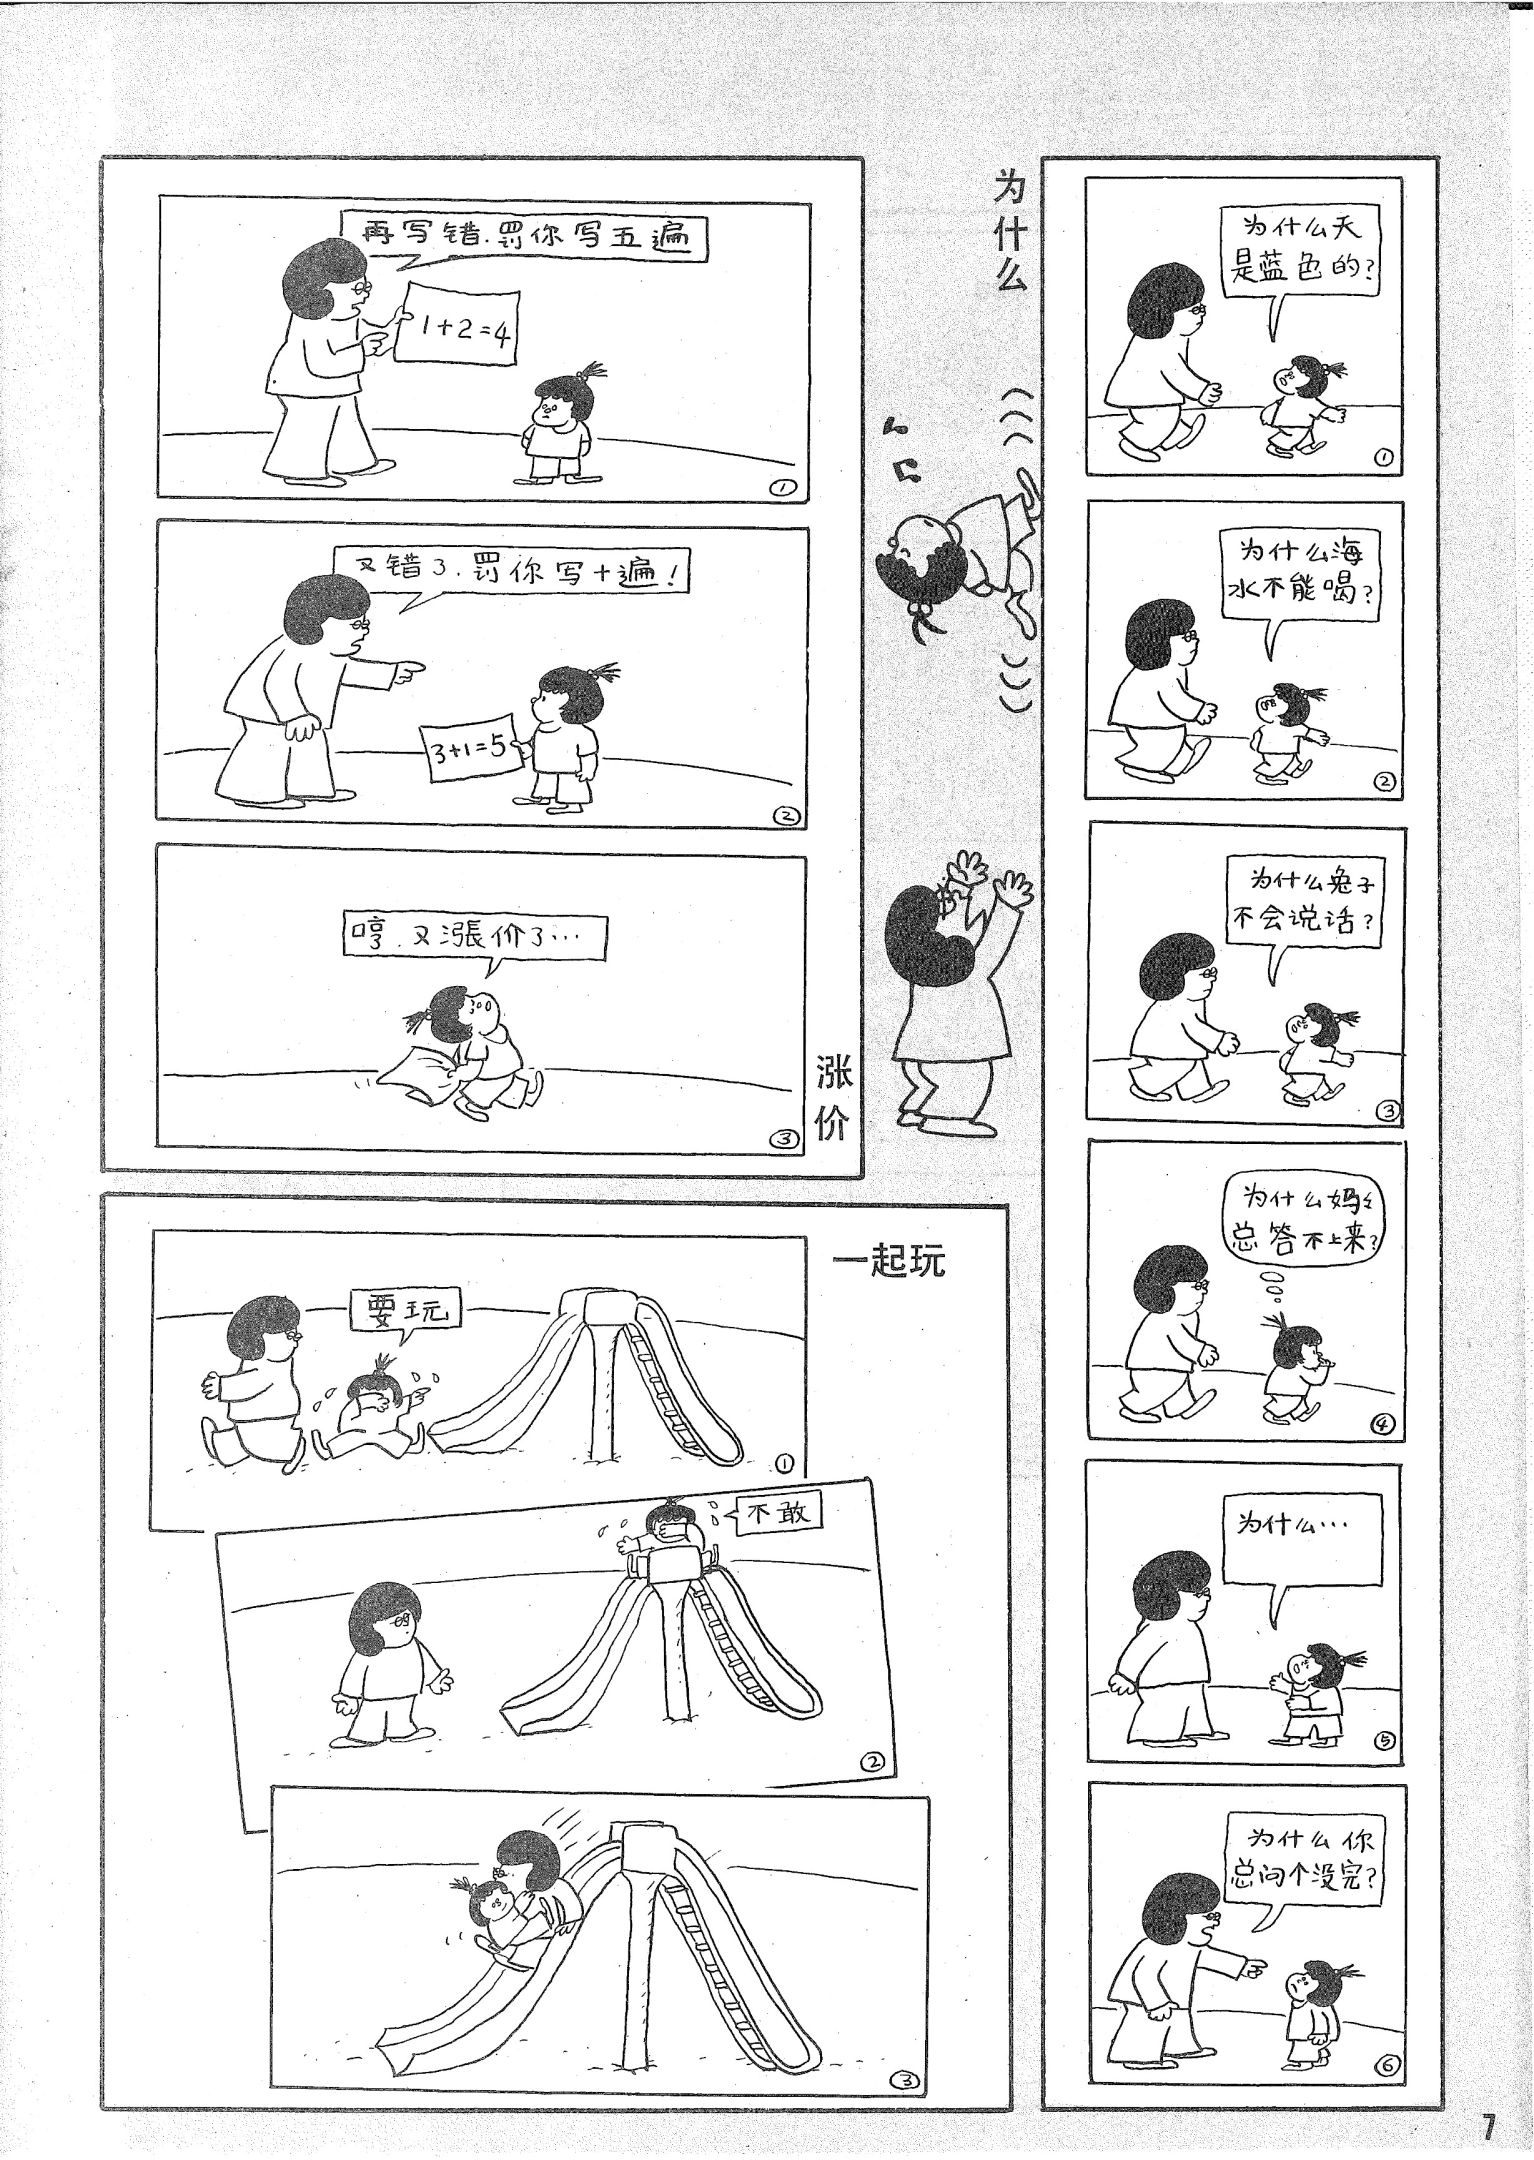 再写错.罰你写五遍
1+2=4
①
又错了.罰你写十遍!
3+1=5
②
哼.又漲价了…
③
涨价
为什么
为什么天
是蓝色的?
①
为什么海
水不能喝?
②
为什么兔子
不会说话?
③
为什么妈々
总答不上来?
④
为什么…
⑤
为什么你
总问个没完?
⑥
一起玩
要玩
①
不敢
②
③
7